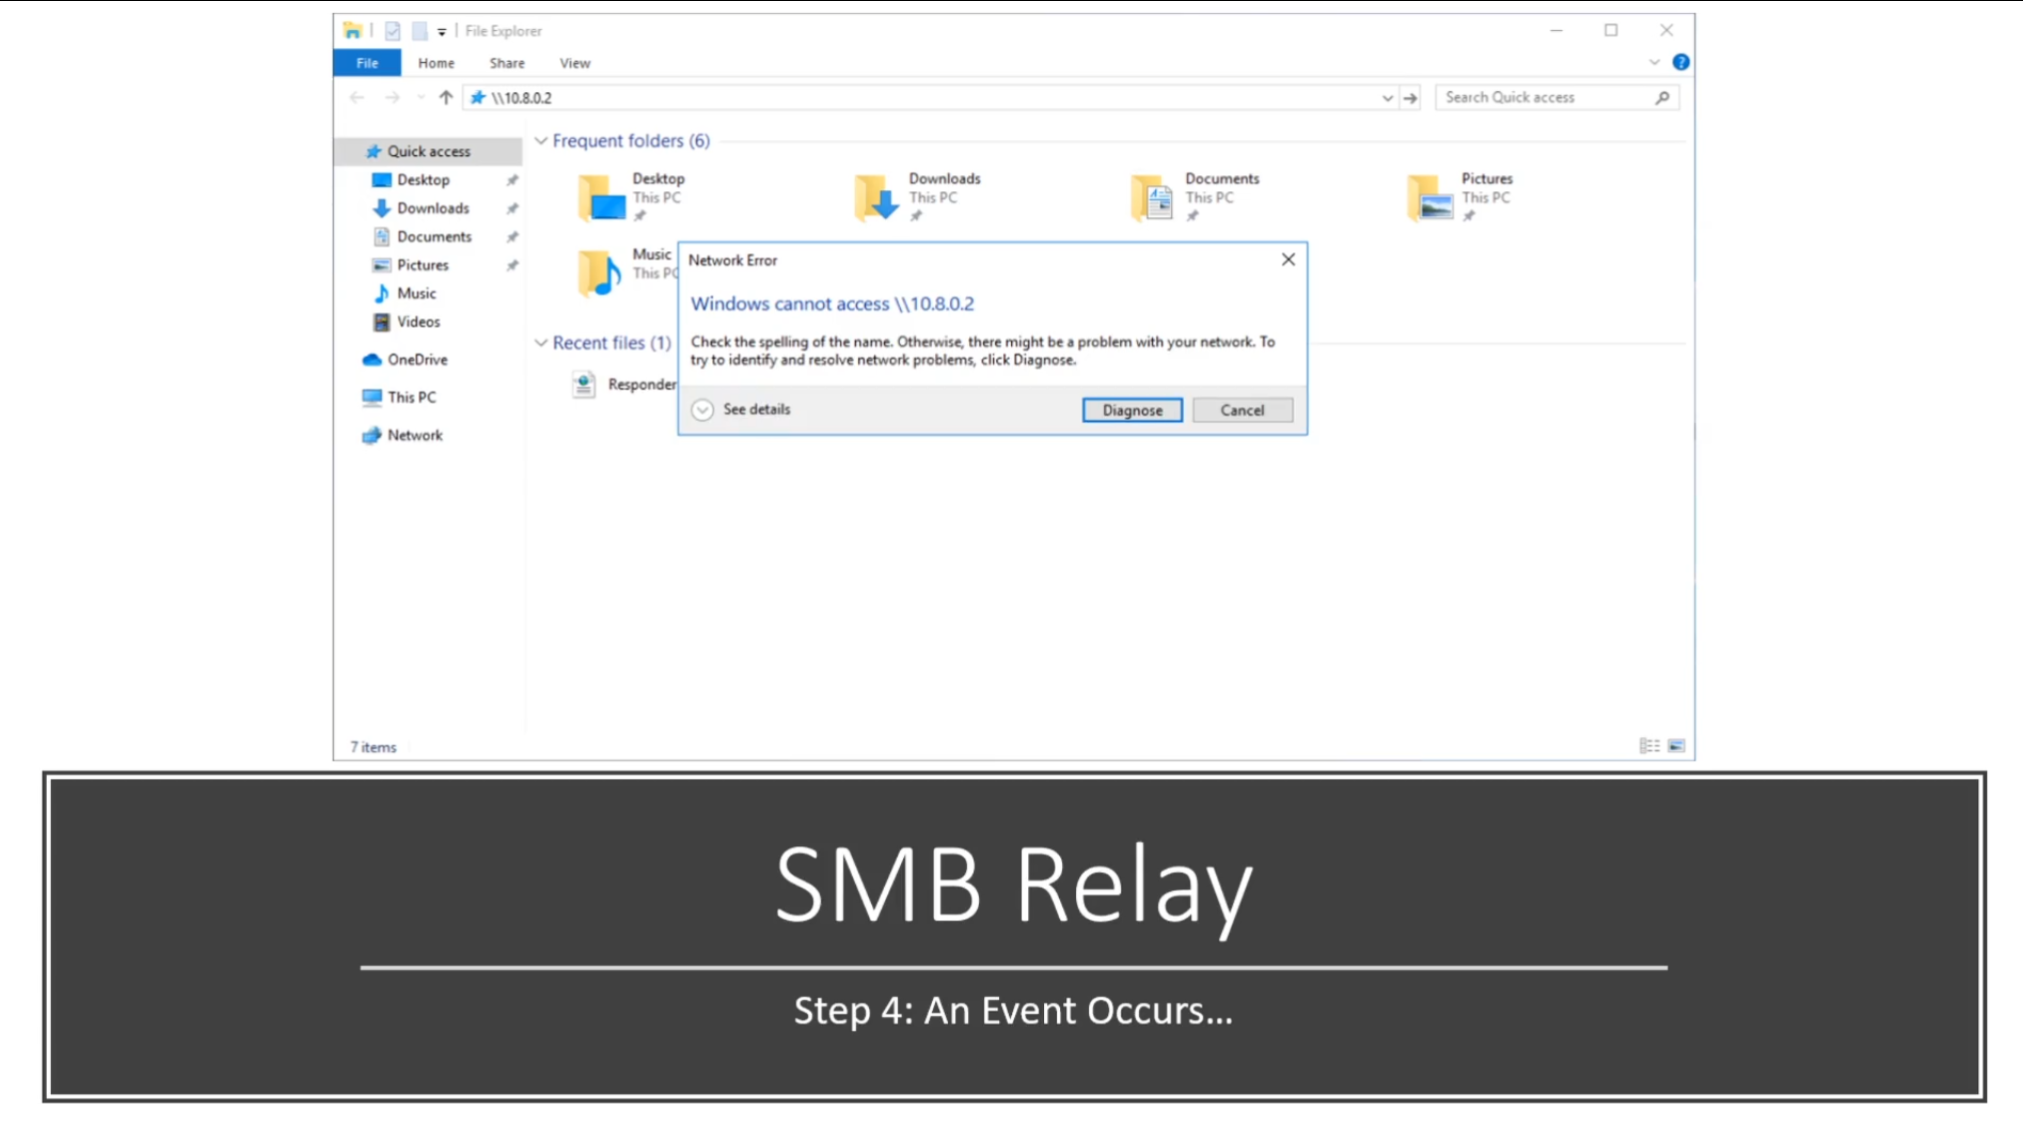 File Explorer
File Home Share View
\\10.8.0.2
Search Quick access
Quick access
Desktop
Downloads
Documents
Pictures
Music
Videos
OneDrive
This PC
Network
Frequent folders (6)
Desktop
This PC
Downloads
This PC
Documents
This PC
Pictures
This PC
Music
This PC
Recent files (1)
Responder
Network Error
Windows cannot access \\10.8.0.2
Check the spelling of the name. Otherwise, there might be a problem with your network. To
try to identify and resolve network problems, click Diagnose.
See details
Diagnose Cancel
7 items
SMB Relay
Step 4: An Event Occurs...